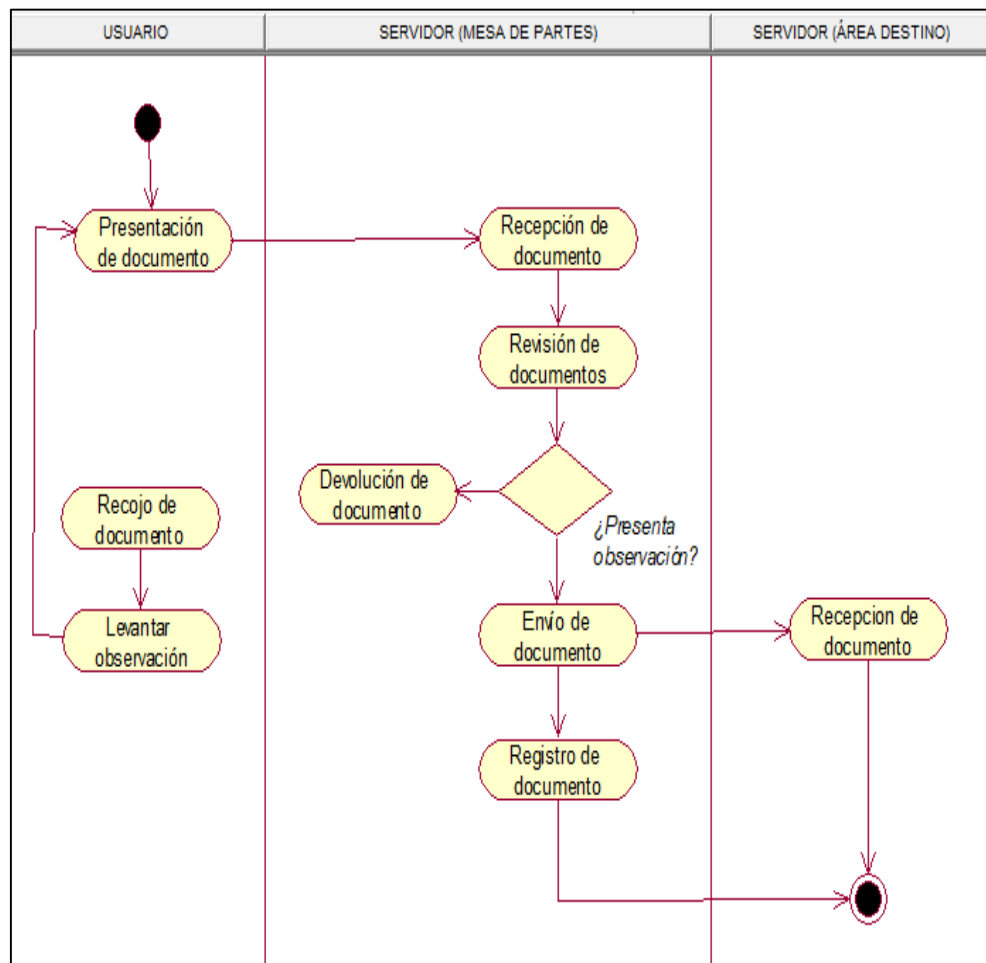 USUARIO
SERVIDOR (MESA DE PARTES)
SERVIDOR (ÁREA DESTINO)
Presentación
de documento
Recepción de
documento
Revisión de
documentos
Devolución de
documento
¿Presenta
observación?
Recojo de
documento
Levantar
observación
Envío de
documento
Recepcion de
documento
Registro de
documento